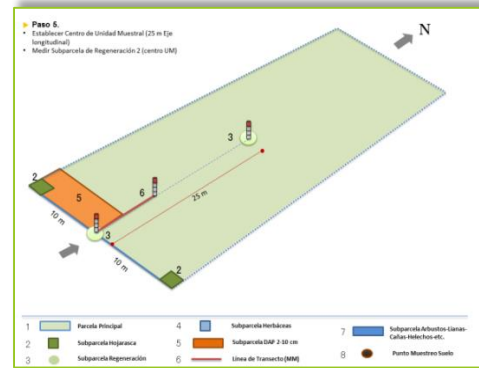 Paso 6.
• Establecer Centro de Unidad Muestral (25 m Eje
longitudinal)
• Medir Subparcela de Regeneración 2 (centro UM)
N
3
2
6
5
25 m
10 m
3
10 m
2
1 Parcela Principal
2 Subparcela Hojarasca
3 Subparcela Regeneración
4 Subparcela Herbáceas
5 Subparcela DAP 2-10 cm
6 Línea de Transecto (MM)
7 Subparcela Arbustos-Lianas-
Cañas-Helechos-etc.
8 Punto Muestreo Suelo